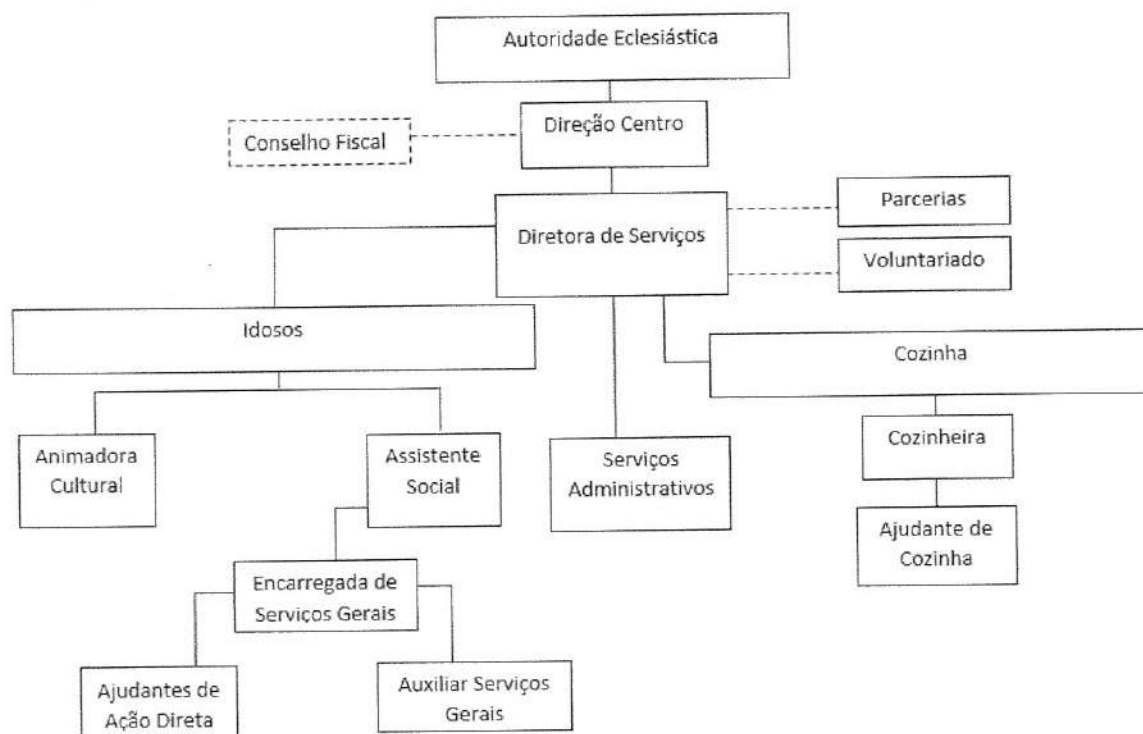 Autoridade Eclesiástica
Direção Centro
Conselho Fiscal
Parcerias
Diretora de Serviços
Voluntariado
Idosos
Cozinha
Animadora
Cultural
Assistente
Social
Serviços
Administrativos
Cozinheira
Ajudante de
Cozinha
Encarregada de
Serviços Gerais
Ajudantes de
Ação Direta
Auxiliar Serviços
Gerais